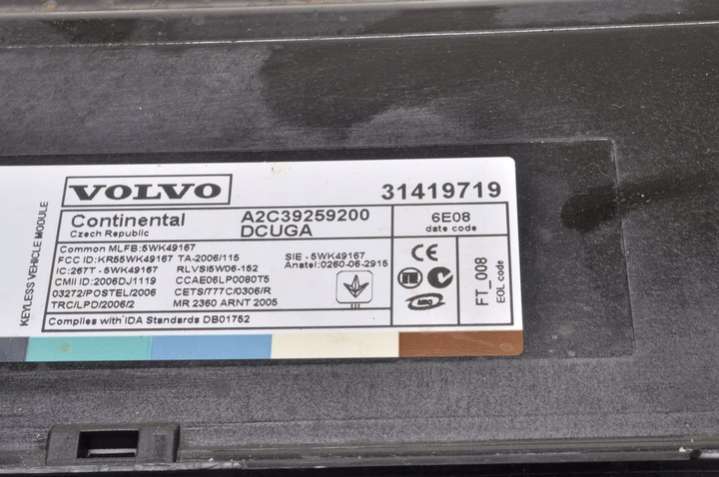 VOLVO 31419719
KEYLESS VEHICLE MODULE
Continental A2C39259200 6E08
Czech Republic DCUGA date code
Common MLFB:5WK49167
FCC ID:KR55WK49167 TA-2006/115 SIE - 5WK49167
IC:267T - 5WK49167 RLVSI5W06-152 Anatel:0260-06-2915
CMII ID:2006DJ1119 CCAE06LP0080T5
03272/POSTEL/2006 CETS/777C/0306/R
TRC/LPD/2006/2 MR 2360 ARNT 2005
Complies with IDA Standards DB01752
CE
FT_008
EOL code